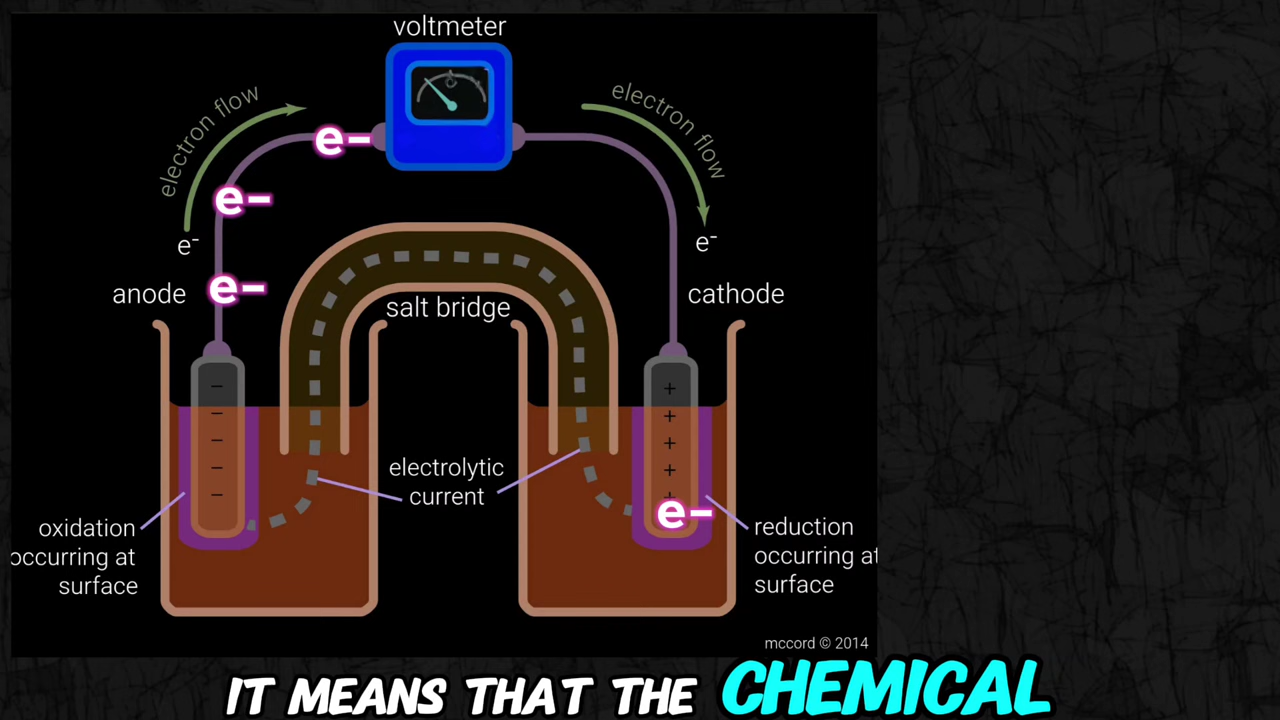 voltmeter
electron flow
electron flow
e-
e-
e-
e⁻
e⁻
anode
cathode
salt bridge
electrolytic
current
oxidation
occurring at
surface
e-
reduction
occurring at
surface
mccord © 2014
IT MEANS THAT THE CHEMICAL